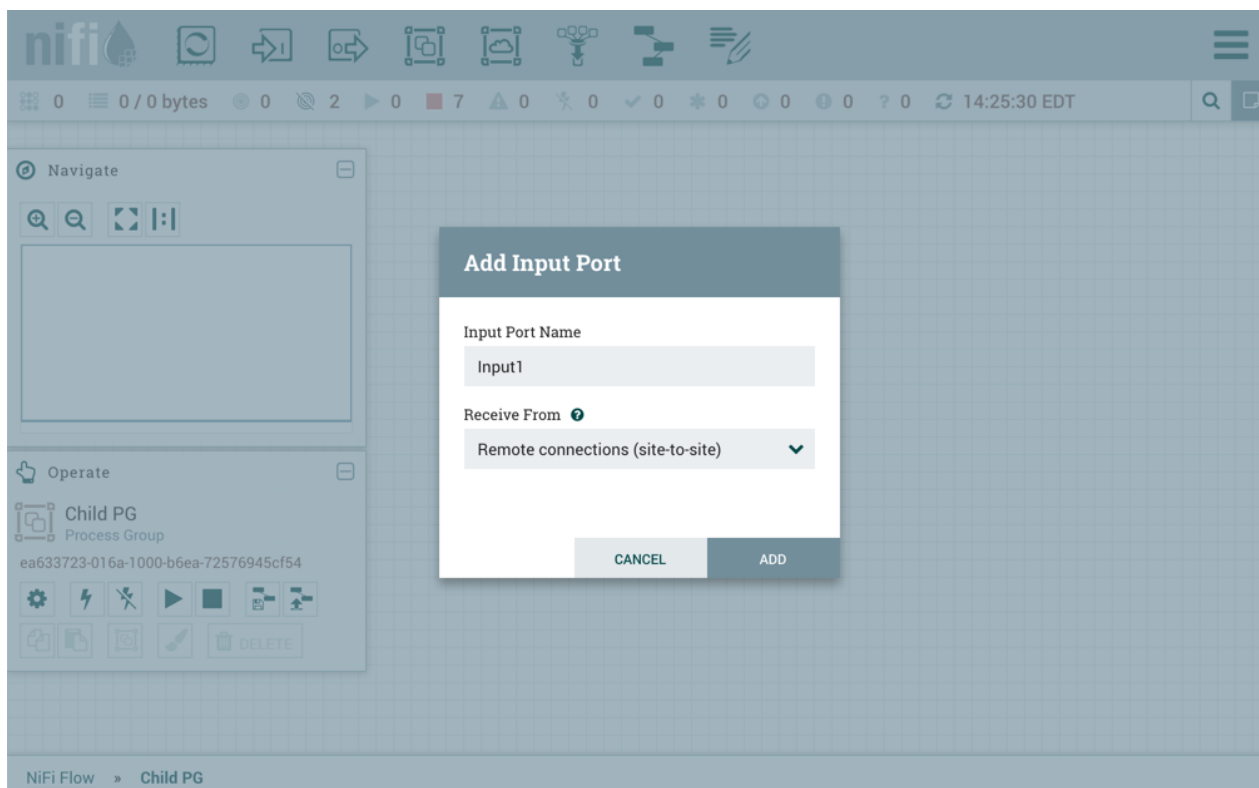 nifi
0 0 / 0 bytes 0 2 0 7 0 0 0 0 0 0 ? 0 14:25:30 EDT
Navigate
Add Input Port
Input Port Name
Input1
Receive From ?
Remote connections (site-to-site)
CANCEL ADD
Operate
Child PG
Process Group
ea633723-016a-1000-b6ea-72576945cf54
DELETE
NiFi Flow » Child PG